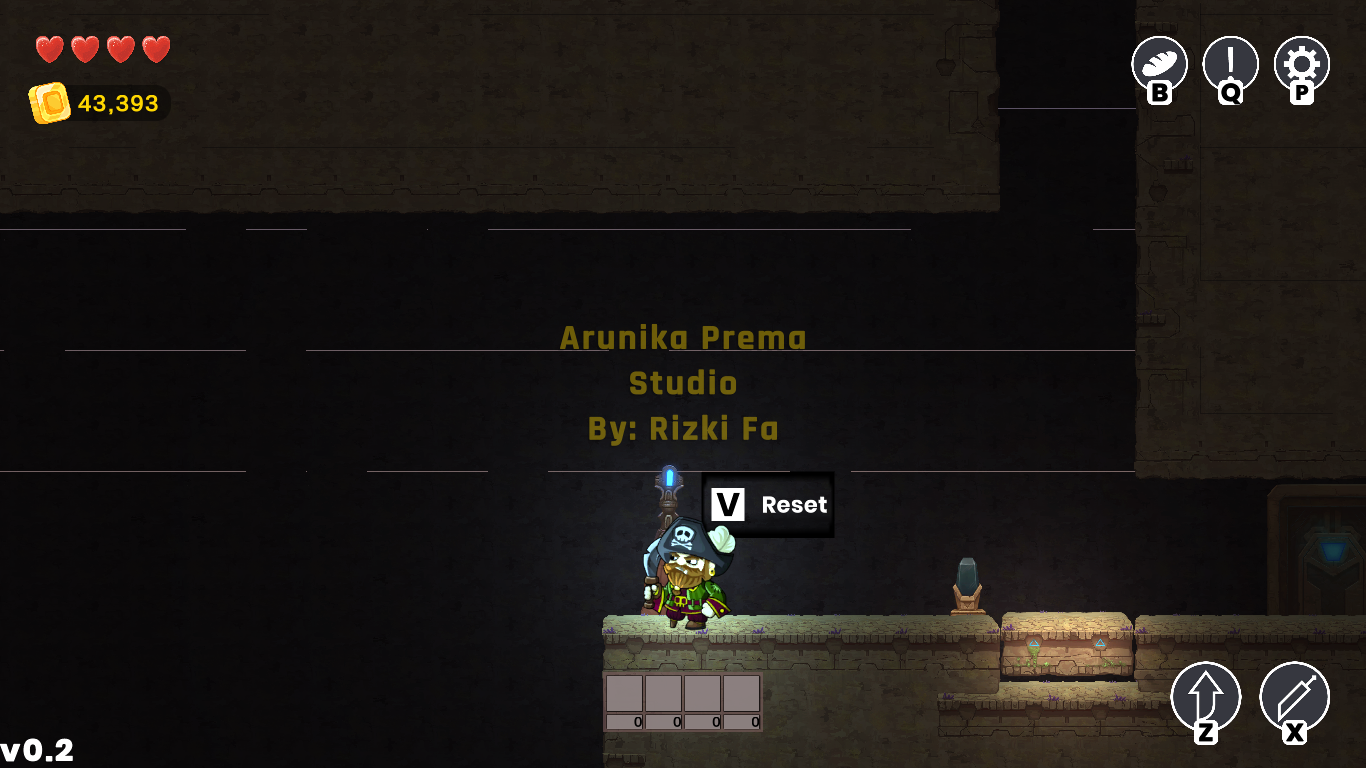 43,393
B
Q
P
Arunika Prema
Studio
By: Rizki Fa
V Reset
0 0 0 0
Z
X
v0.2